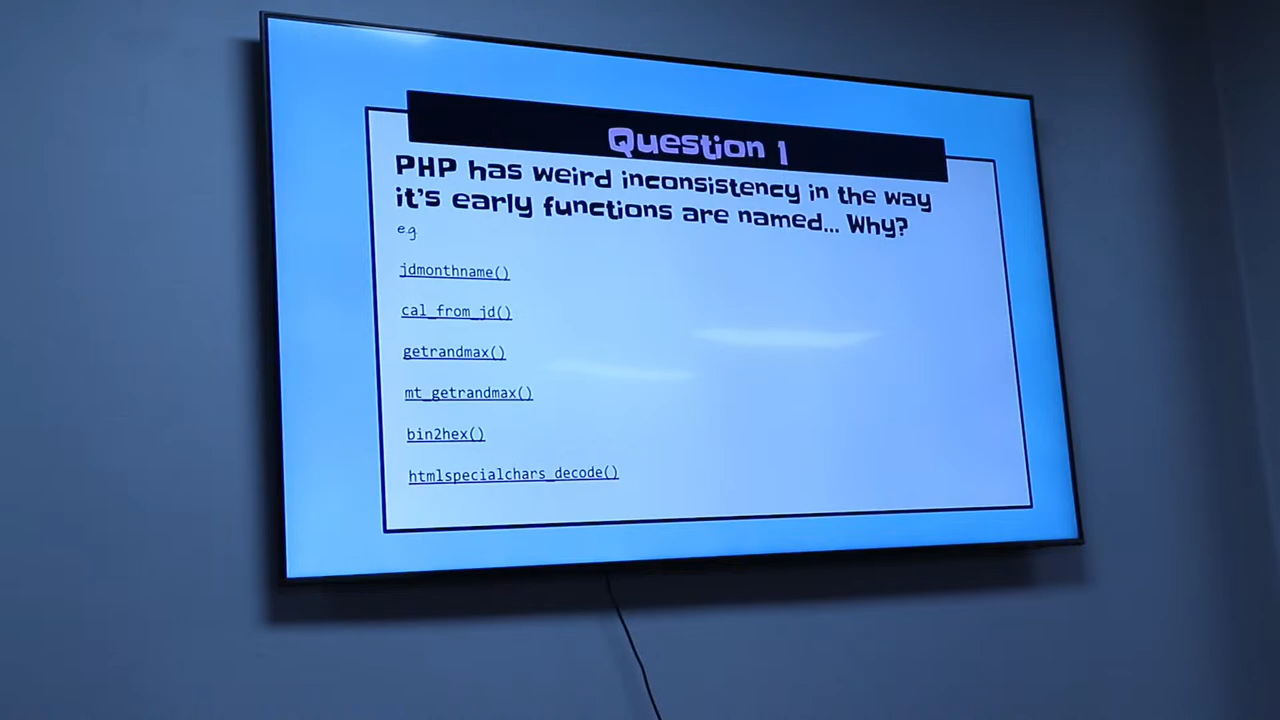 Question 1
PHP has weird inconsistency in the way
it's early functions are named... Why?
e.g
jdmonthname()
cal_from_jd()
getrandmax()
mt_getrandmax()
bin2hex()
htmlspecialchars_decode()